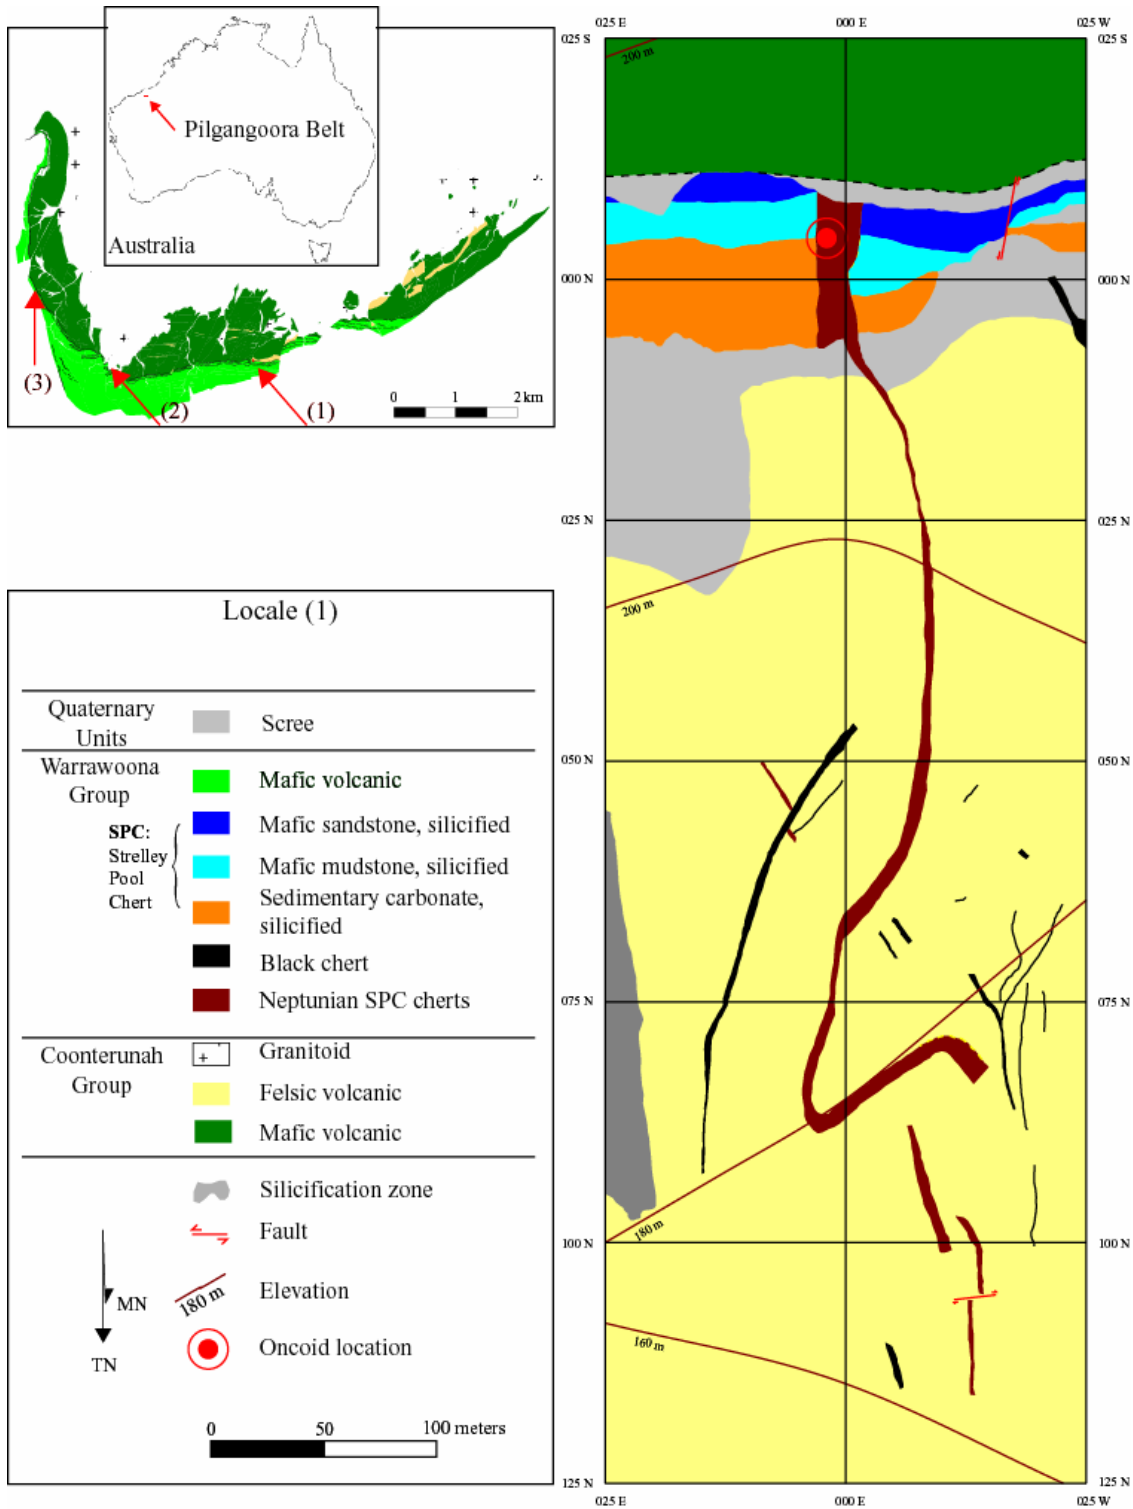 Pilgangoora Belt
Australia
(3)
(2)
(1)
0 1 2 km
Locale (1)
Quaternary
Units
Scree
Warrawoona
Group
Mafic volcanic
SPC:
Strelley
Pool
Chert
Mafic sandstone, silicified
Mafic mudstone, silicified
Sedimentary carbonate,
silicified
Black chert
Neptunian SPC cherts
Coonterunah
Group
Granitoid
Felsic volcanic
Mafic volcanic
Silicification zone
Fault
180 m
Elevation
Oncoid location
MN
TN
0 50 100 meters
025 E 000 E 025 W
025 S 025 S
200 m
000 N 000 N
025 N 025 N
200 m
050 N 050 N
075 N 075 N
180 m
100 N 100 N
160 m
125 N 125 N
025 E 000 E 025 W